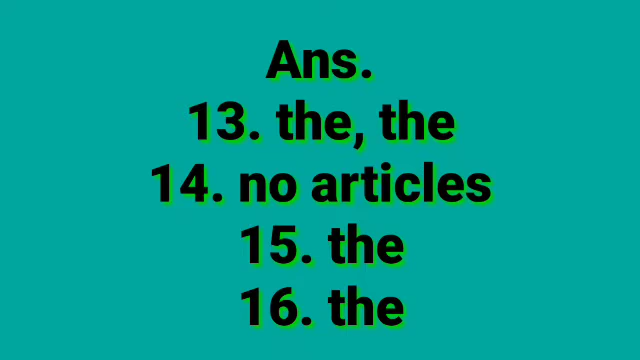 Ans.
13. the, the
14. no articles
15. the
16. the